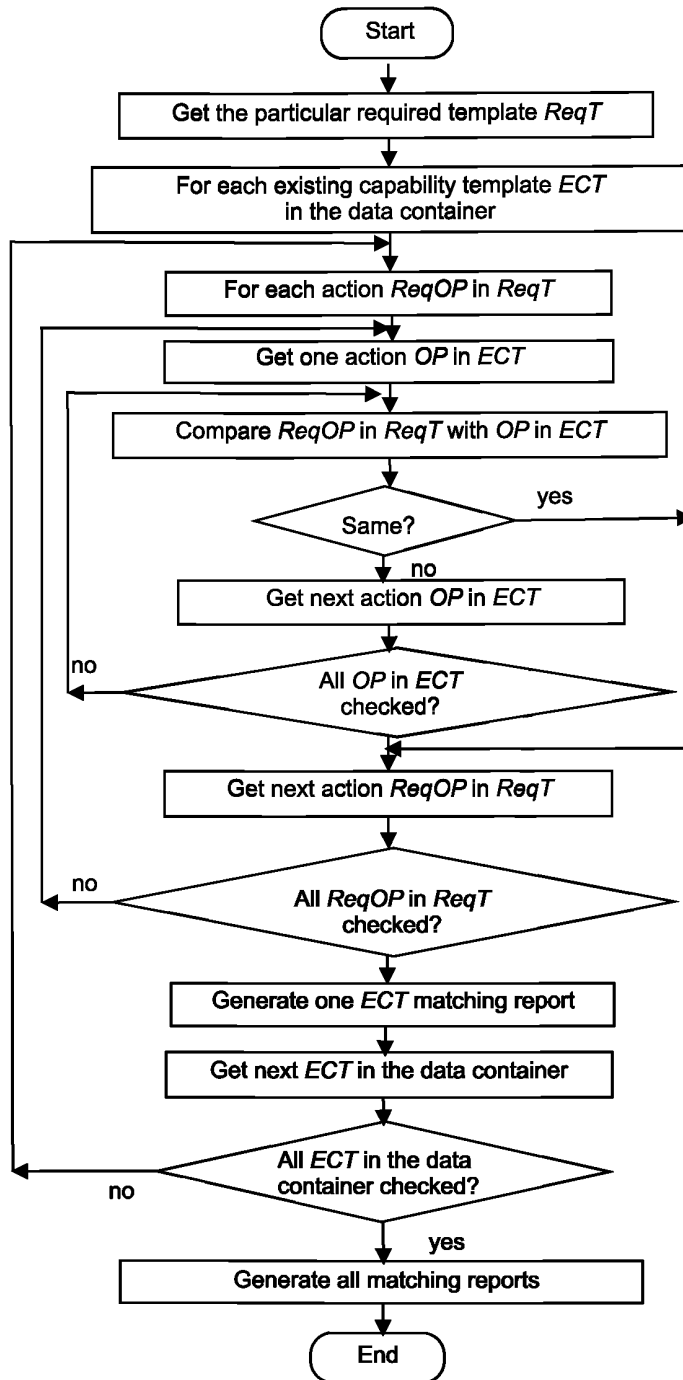 Start
Get the particular required template ReqT
For each existing capability template ECT
in the data container
For each action ReqOP in ReqT
Get one action OP in ECT
Compare ReqOP in ReqT with OP in ECT
yes
Same?
no
Get next action OP in ECT
no
All OP in ECT
checked?
Get next action ReqOP in ReqT
no
All ReqOP in ReqT
checked?
Generate one ECT matching report
Get next ECT in the data container
All ECT in the data
container checked?
no
yes
Generate all matching reports
End